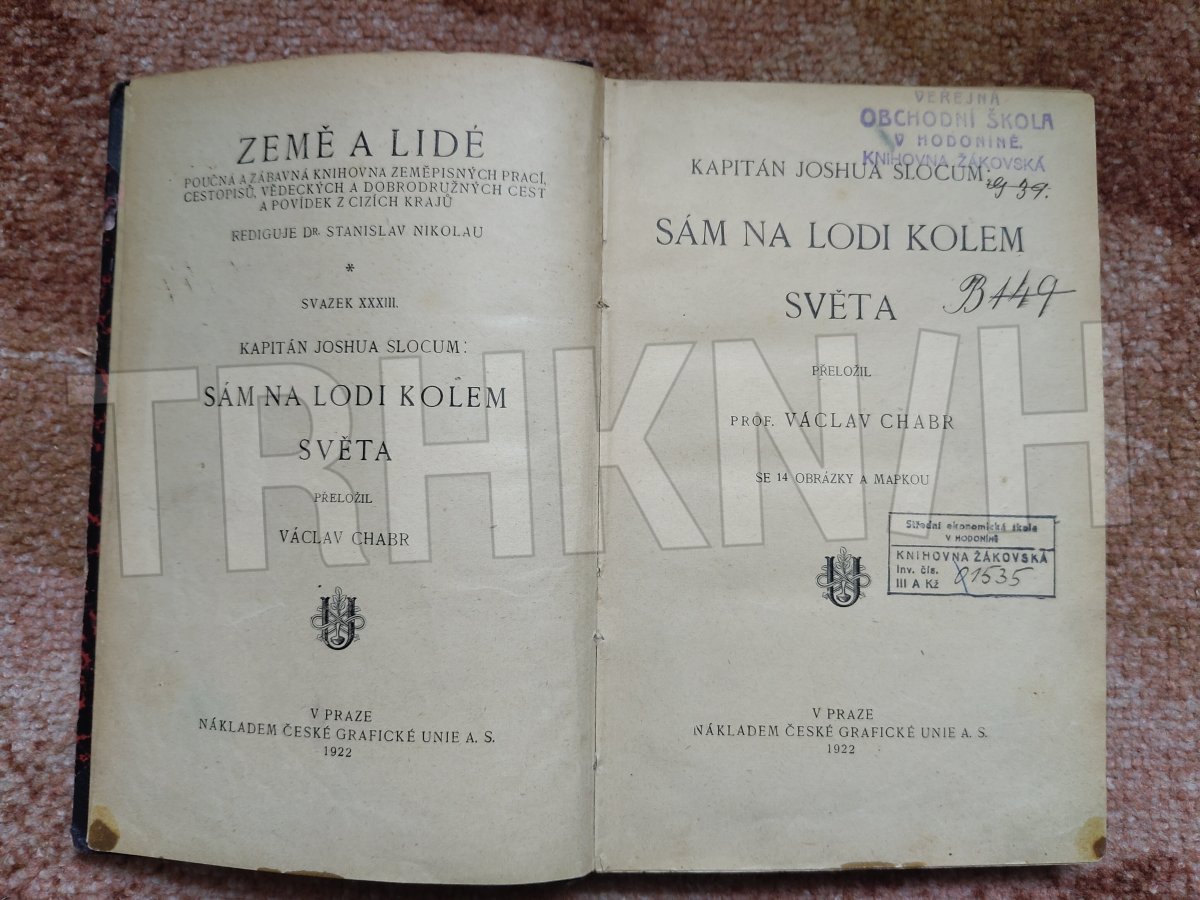 ZEMĚ A LIDÉ
POUČNÁ A ZÁBAVNÁ KNIHOVNA ZEMĚPISNÝCH PRACÍ,
CESTOPISŮ, VĚDECKÝCH A DOBRODRUŽNÝCH CEST
A POVÍDEK Z CIZÍCH KRAJŮ
REDIGUJE DR. STANISLAV NIKOLAU
*
SVAZEK XXXIII.
KAPITÁN JOSHUA SLOCUM:
SÁM NA LODI KOLEM
SVĚTA
PŘELOŽIL
VÁCLAV CHABR
U
V PRAZE
NÁKLADEM ČESKÉ GRAFICKÉ UNIE A. S.
1922
VEŘEJNÁ
OBCHODNÍ ŠKOLA
V HODONÍNĚ.
KNIHOVNA ŽÁKOVSKÁ
KAPITÁN JOSHUA SLOCUM:
39.
SÁM NA LODI KOLEM
SVĚTA
B 149
PŘELOŽIL
PROF. VÁCLAV CHABR
SE 14 OBRÁZKY A MAPKOU
Střední ekonomická škola
V HODONÍNĚ
KNIHOVNA ŽÁKOVSKÁ
Inv. čís.
III A Kž
1535
U
V PRAZE
NÁKLADEM ČESKÉ GRAFICKÉ UNIE A. S.
1922
TRHKNIH